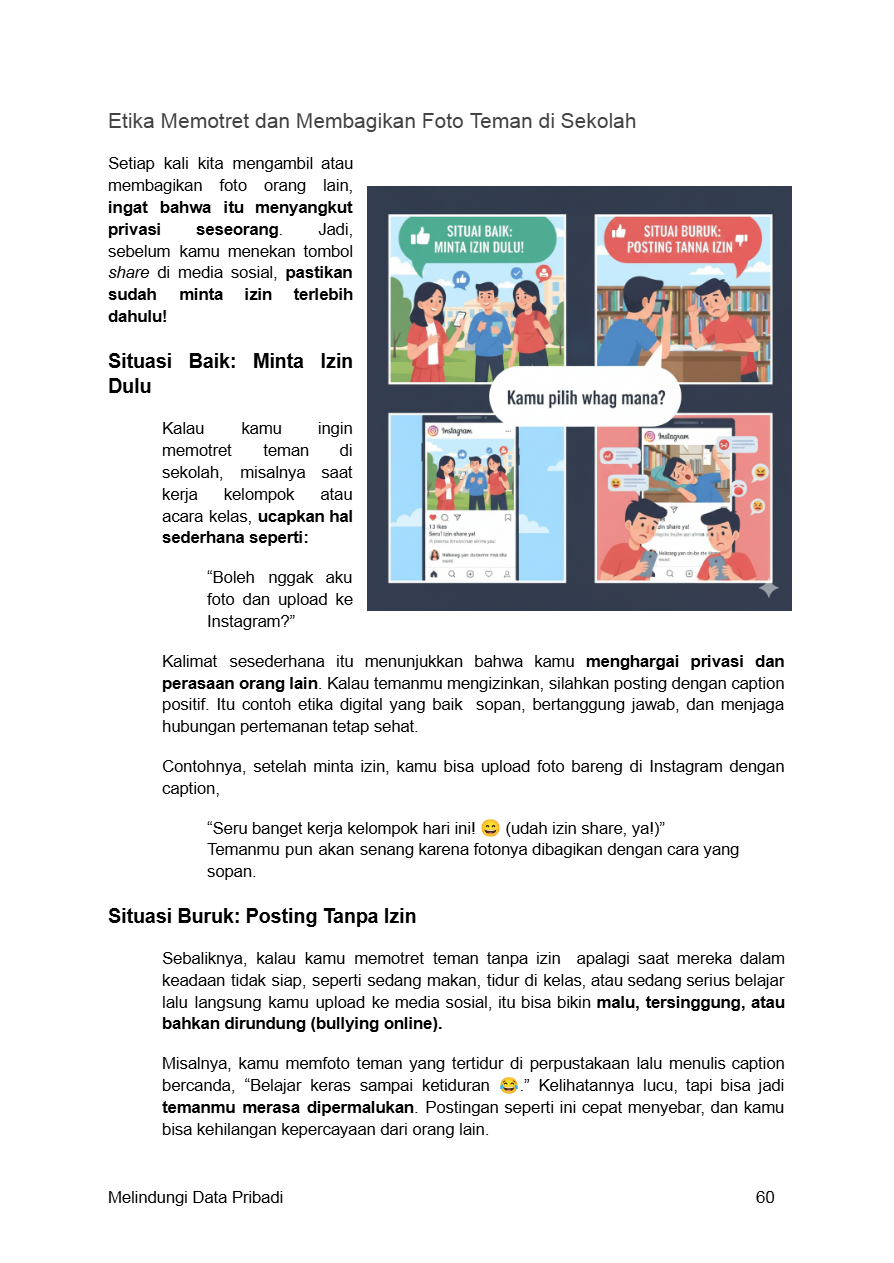 Etika Memotret dan Membagikan Foto Teman di Sekolah
Setiap kali kita mengambil atau
membagikan foto orang lain,
ingat bahwa itu menyangkut
privasi seseorang. Jadi,
sebelum kamu menekan tombol
share di media sosial, pastikan
sudah minta izin terlebih
dahulu!
Situasi Baik: Minta Izin
Dulu
Kalau kamu ingin
memotret teman di
sekolah, misalnya saat
kerja kelompok atau
acara kelas, ucapkan hal
sederhana seperti:
“Boleh nggak aku
foto dan upload ke
Instagram?”
SITUAI BAIK:
MINTA IZIN DULU!
SITUAI BURUK:
POSTING TANNA IZIN
Kamu pilih whag mana?
Instagram
13 likes
Seru! Izin share ya!
Instagram
izin share ya!
Kalimat sesederhana itu menunjukkan bahwa kamu menghargai privasi dan
perasaan orang lain. Kalau temanmu mengizinkan, silahkan posting dengan caption
positif. Itu contoh etika digital yang baik  sopan, bertanggung jawab, dan menjaga
hubungan pertemanan tetap sehat.
Contohnya, setelah minta izin, kamu bisa upload foto bareng di Instagram dengan
caption,
“Seru banget kerja kelompok hari ini! 😄 (udah izin share, ya!)”
Temanmu pun akan senang karena fotonya dibagikan dengan cara yang
sopan.
Situasi Buruk: Posting Tanpa Izin
Sebaliknya, kalau kamu memotret teman tanpa izin  apalagi saat mereka dalam
keadaan tidak siap, seperti sedang makan, tidur di kelas, atau sedang serius belajar
lalu langsung kamu upload ke media sosial, itu bisa bikin malu, tersinggung, atau
bahkan dirundung (bullying online).
Misalnya, kamu memfoto teman yang tertidur di perpustakaan lalu menulis caption
bercanda, “Belajar keras sampai ketiduran 😂.” Kelihatannya lucu, tapi bisa jadi
temanmu merasa dipermalukan. Postingan seperti ini cepat menyebar, dan kamu
bisa kehilangan kepercayaan dari orang lain.
Melindungi Data Pribadi 60